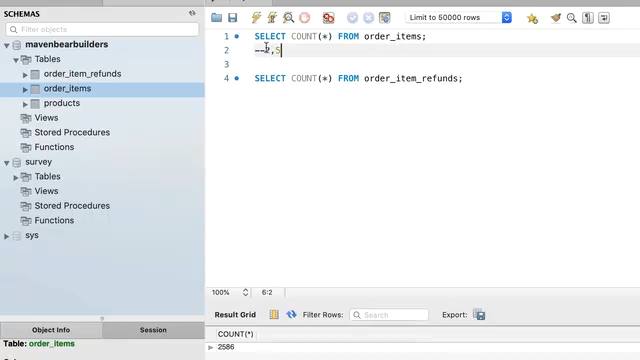 SCHEMAS
Filter objects
mavenbearbuilders
Tables
order_item_refunds
order_items
products
Views
Stored Procedures
Functions
survey
Tables
Views
Stored Procedures
Functions
sys
Object Info
Session
Table: order_items
Limit to 50000 rows
1 SELECT COUNT(*) FROM order_items;
2 --2,5
3
4 SELECT COUNT(*) FROM order_item_refunds;
100% 6:2
Result Grid Filter Rows: Search Export:
COUNT(*)
2586